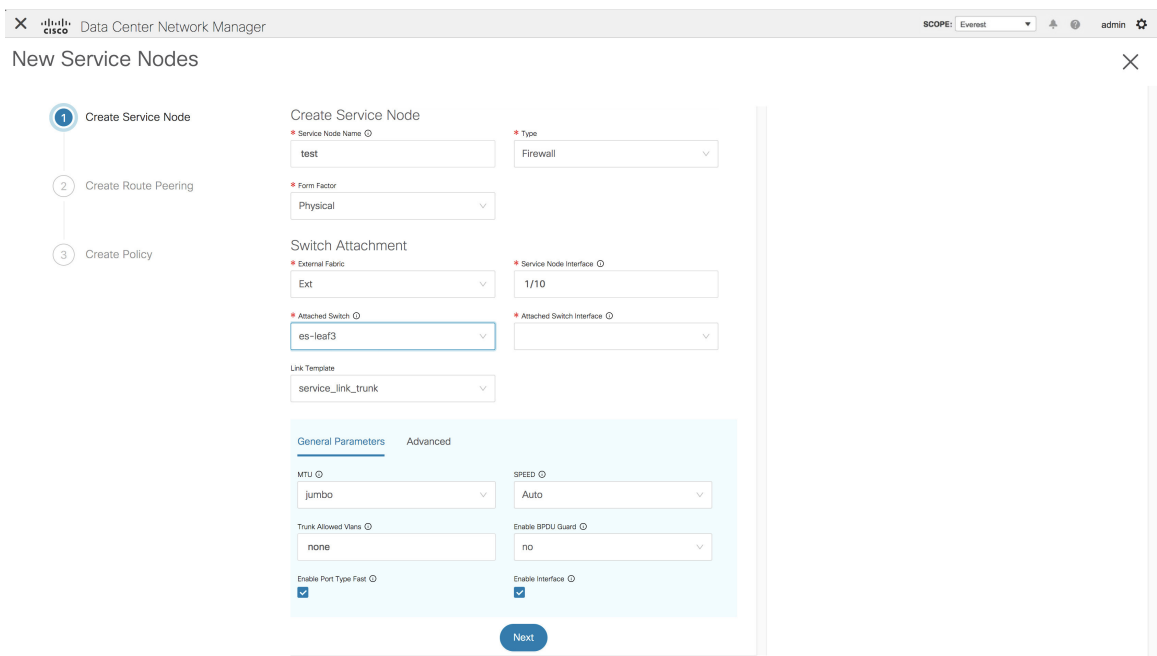 CISCO Data Center Network Manager SCOPE: Everest admin
New Service Nodes
1 Create Service Node
2 Create Route Peering
3 Create Policy
Create Service Node
* Service Node Name * Type
test Firewall
* Form Factor
Physical
Switch Attachment
* External Fabric * Service Node Interface
Ext 1/10
* Attached Switch * Attached Switch Interface
es-leaf3
Link Template
service_link_trunk
General Parameters Advanced
MTU SPEED
jumbo Auto
Trunk Allowed Vlans Enable BPDU Guard
none no
Enable Port Type Fast Enable Interface
Next